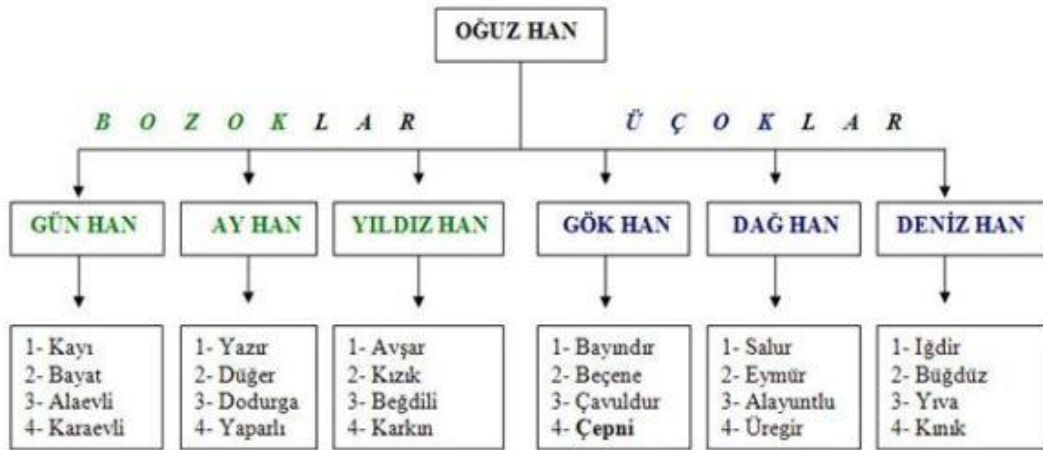 OĞUZ HAN
B O Z O K L A R
Ü Ç O K L A R
GÜN HAN
AY HAN
YILDIZ HAN
GÖK HAN
DAĞ HAN
DENİZ HAN
1- Kayı
2- Bayat
3- Alaevli
4- Karaevli
1- Yazır
2- Düğer
3- Dodurga
4- Yaparlı
1- Avşar
2- Kızık
3- Beğdili
4- Karkın
1- Bayındır
2- Beçene
3- Çavuldur
4- Çepni
1- Salur
2- Eymür
3- Alayuntlu
4- Üregir
1- Iğdir
2- Büğdüz
3- Yıva
4- Kınık